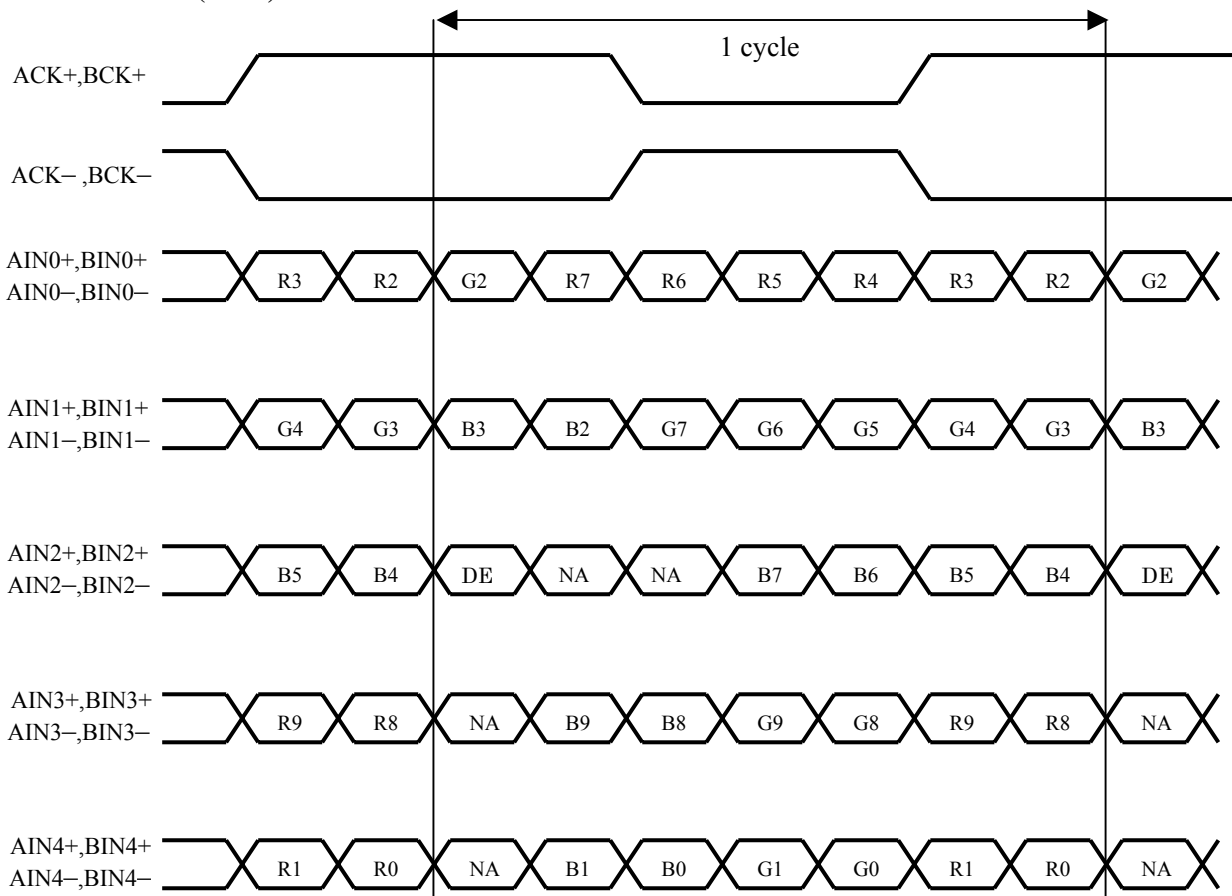 1 cycle
ACK+,BCK+
ACK−,BCK−
AIN0+,BIN0+
AIN0−,BIN0−
R3 R2 G2 R7 R6 R5 R4 R3 R2 G2
AIN1+,BIN1+
AIN1−,BIN1−
G4 G3 B3 B2 G7 G6 G5 G4 G3 B3
AIN2+,BIN2+
AIN2−,BIN2−
B5 B4 DE NA NA B7 B6 B5 B4 DE
AIN3+,BIN3+
AIN3−,BIN3−
R9 R8 NA B9 B8 G9 G8 R9 R8 NA
AIN4+,BIN4+
AIN4−,BIN4−
R1 R0 NA B1 B0 G1 G0 R1 R0 NA